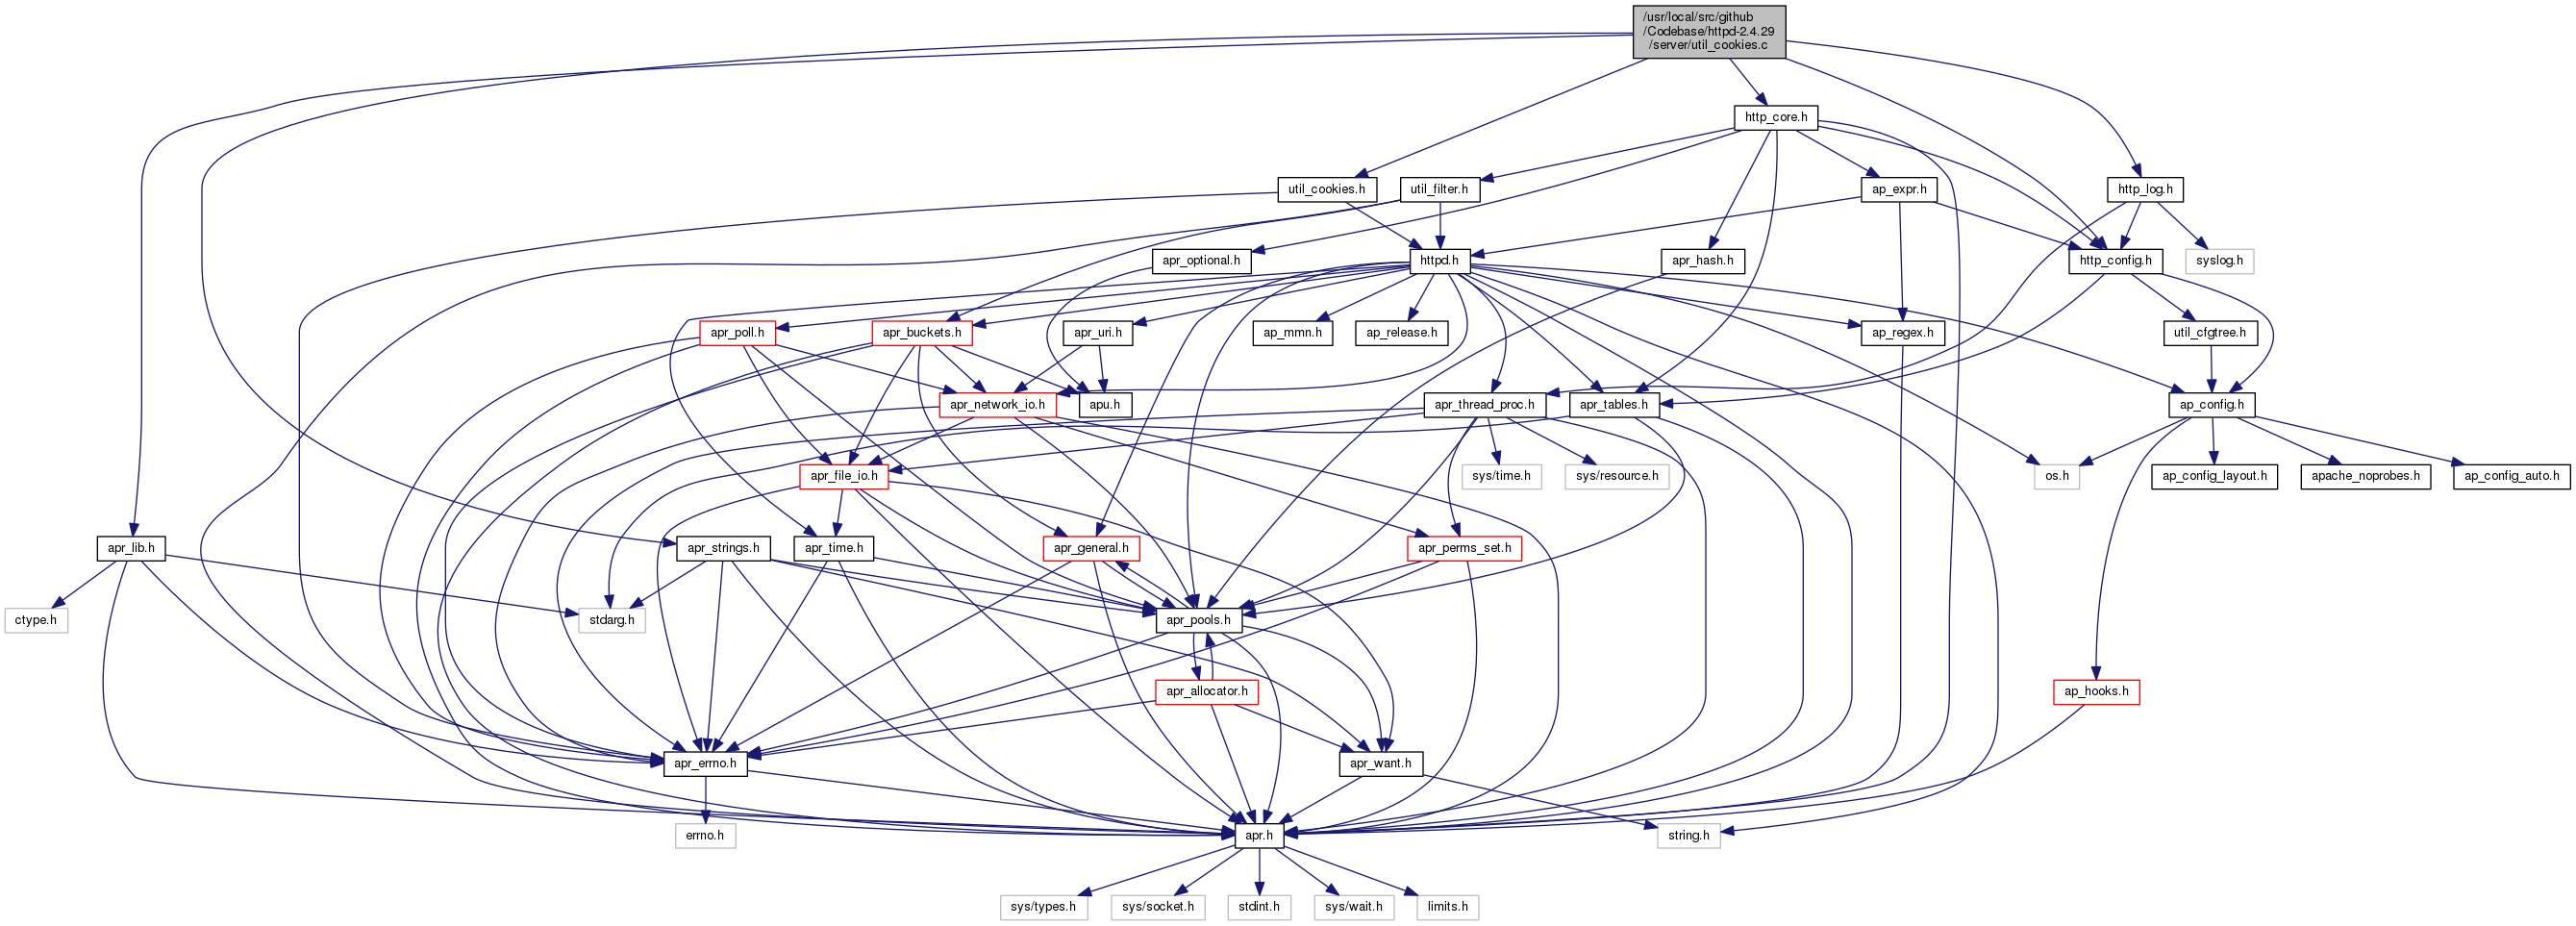 /usr/local/src/github
/Codebase/httpd-2.4.29
/server/util_cookies.c
http_core.h
util_cookies.h
util_filter.h
ap_expr.h
http_log.h
apr_optional.h
httpd.h
apr_hash.h
http_config.h
syslog.h
apr_poll.h
apr_buckets.h
apr_uri.h
ap_mmn.h
ap_release.h
ap_regex.h
util_cfgtree.h
apr_network_io.h
apu.h
apr_thread_proc.h
apr_tables.h
ap_config.h
apr_file_io.h
sys/time.h
sys/resource.h
os.h
ap_config_layout.h
apache_noprobes.h
ap_config_auto.h
apr_lib.h
apr_strings.h
apr_time.h
apr_general.h
apr_perms_set.h
ctype.h
stdarg.h
apr_pools.h
apr_allocator.h
ap_hooks.h
apr_errno.h
apr_want.h
errno.h
apr.h
string.h
sys/types.h
sys/socket.h
stdint.h
sys/wait.h
limits.h